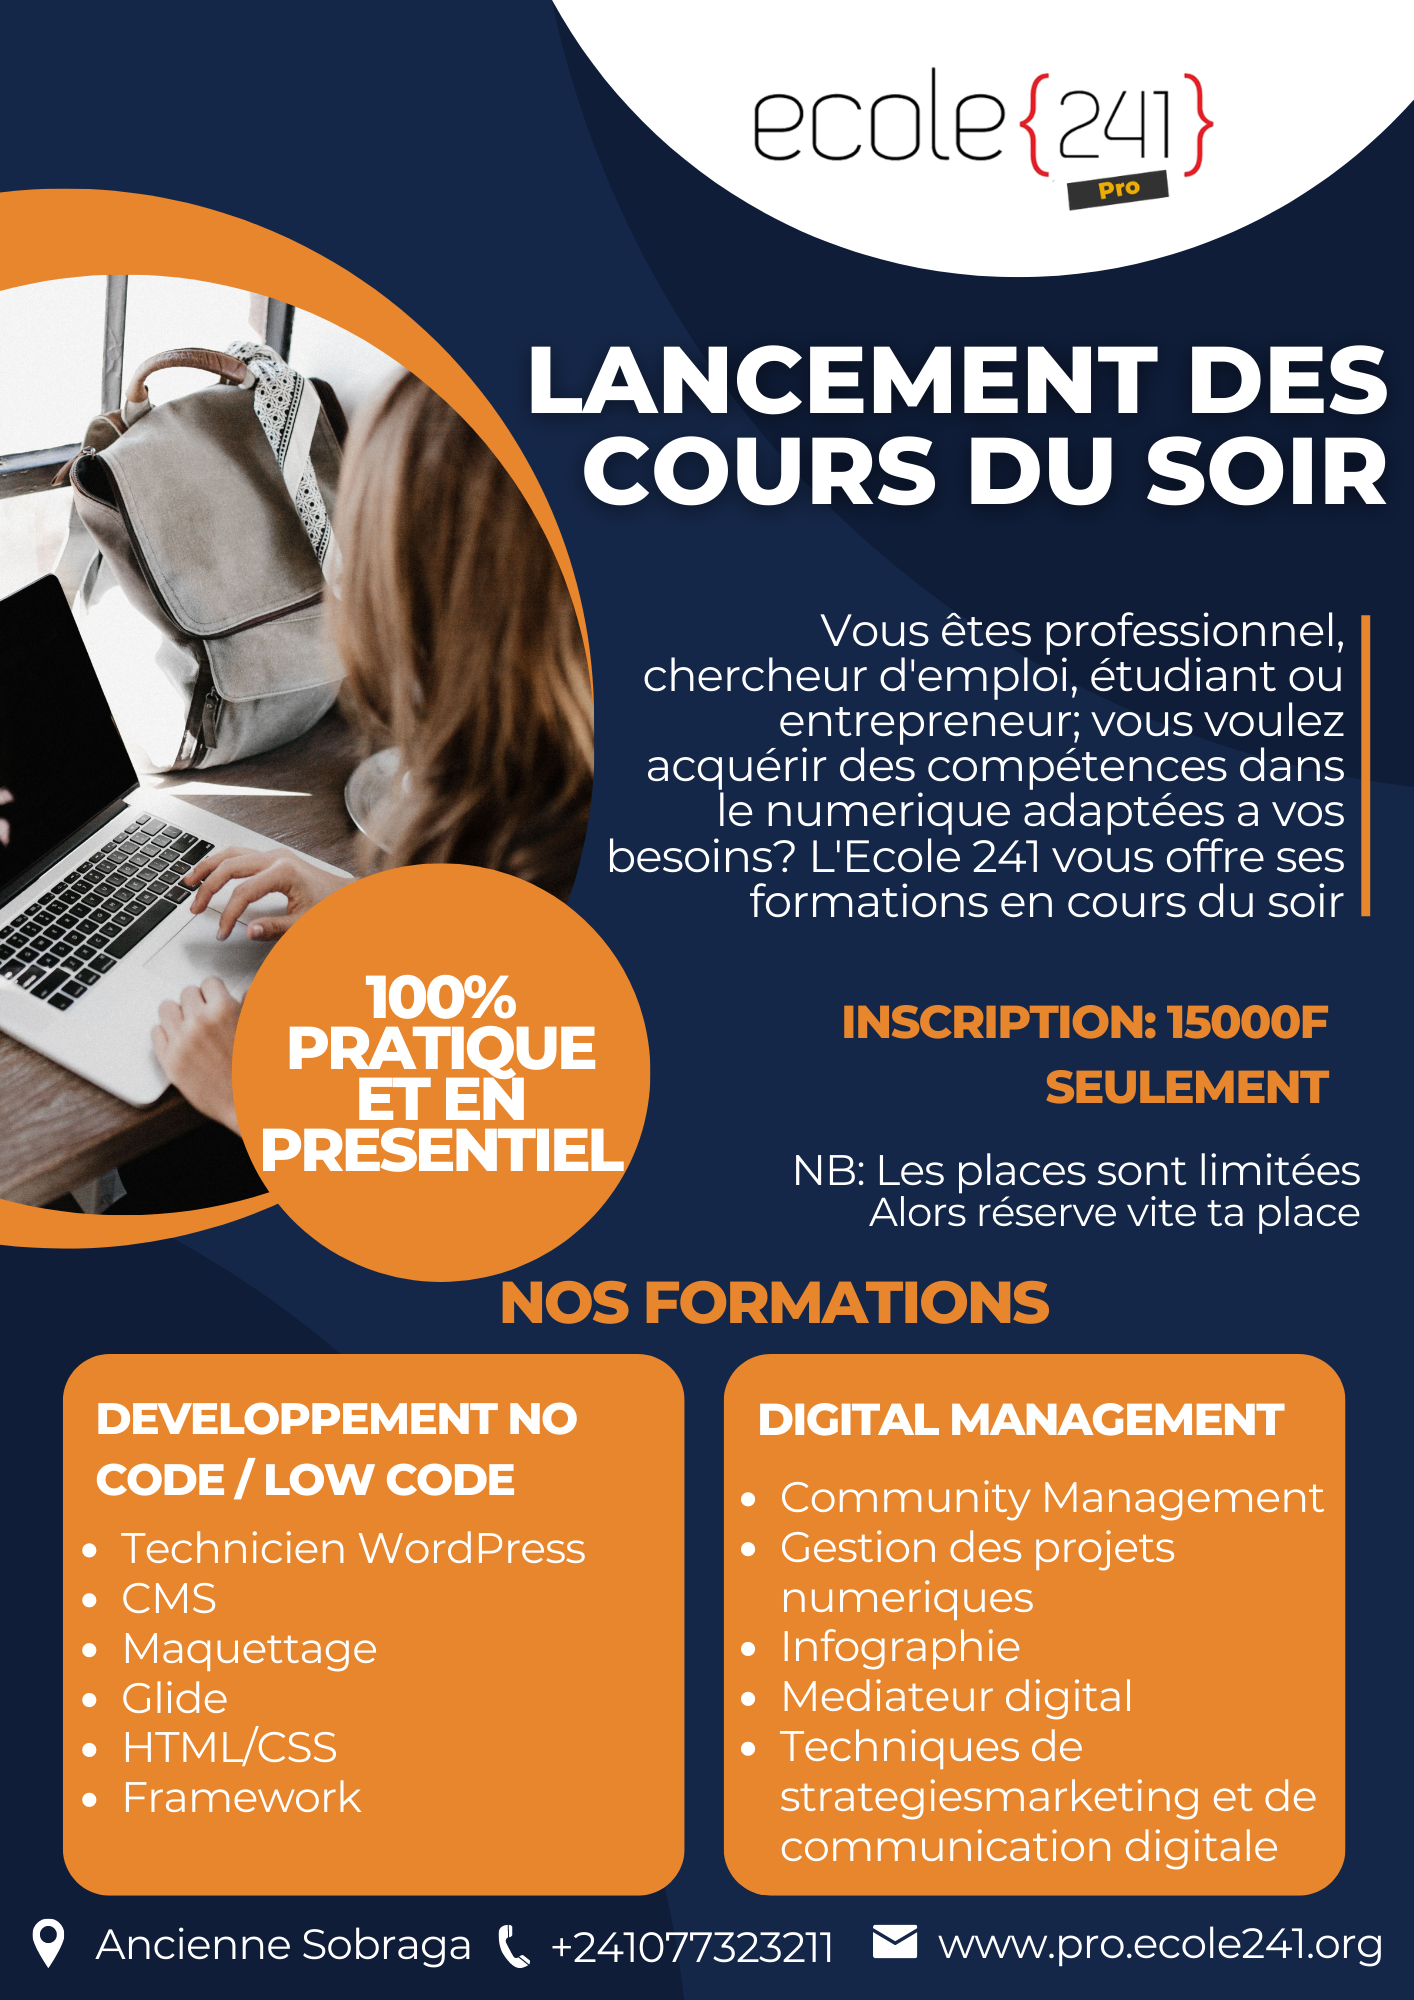 ecole{241}
Pro
LANCEMENT DES
COURS DU SOIR
Vous êtes professionnel,
chercheur d'emploi, étudiant ou
entrepreneur; vous voulez
acquérir des compétences dans
le numerique adaptées a vos
besoins? L'Ecole 241 vous offre ses
formations en cours du soir
100%
PRATIQUE
ET EN
PRESENTIEL
INSCRIPTION: 15000F
SEULEMENT
NB: Les places sont limitées
Alors réserve vite ta place
NOS FORMATIONS
DEVELOPPEMENT NO
CODE / LOW CODE
• Technicien WordPress
• CMS
• Maquettage
• Glide
• HTML/CSS
• Framework
DIGITAL MANAGEMENT
• Community Management
• Gestion des projets
numeriques
• Infographie
• Mediateur digital
• Techniques de
strategiesmarketing et de
communication digitale
Ancienne Sobraga
+241077323211
www.pro.ecole241.org